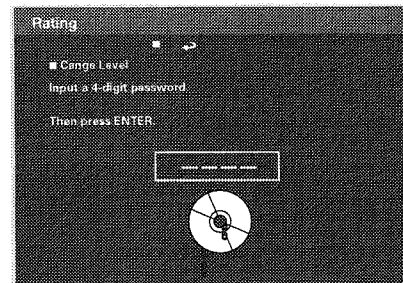 Rating
■ Cange Level
Input a 4-digit password.
Then press ENTER.